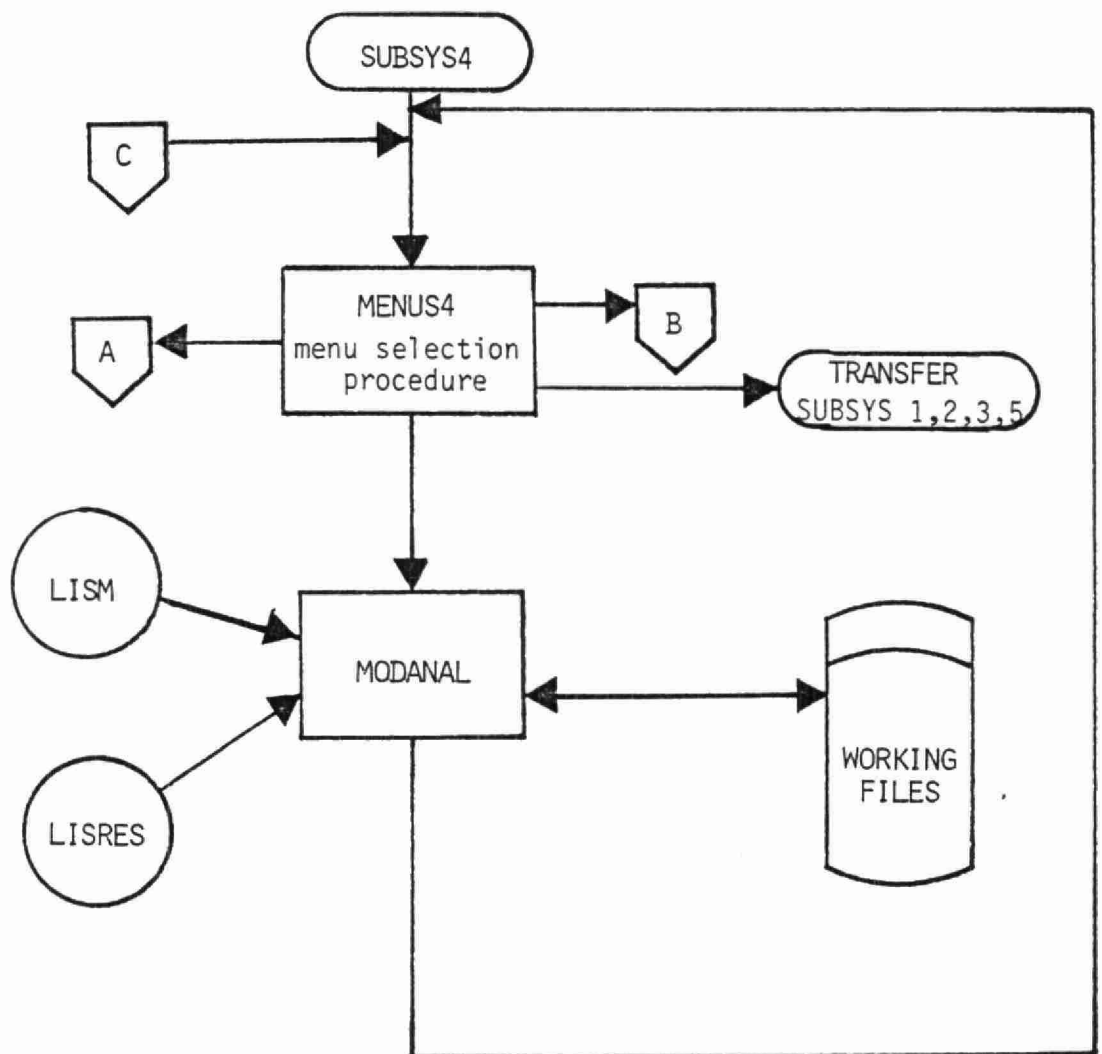 SUBSYS4
C
MENUS4
menu selection
procedure
A
B
TRANSFER
SUBSYS 1,2,3,5
LISM
MODANAL
LISRES
WORKING
FILES